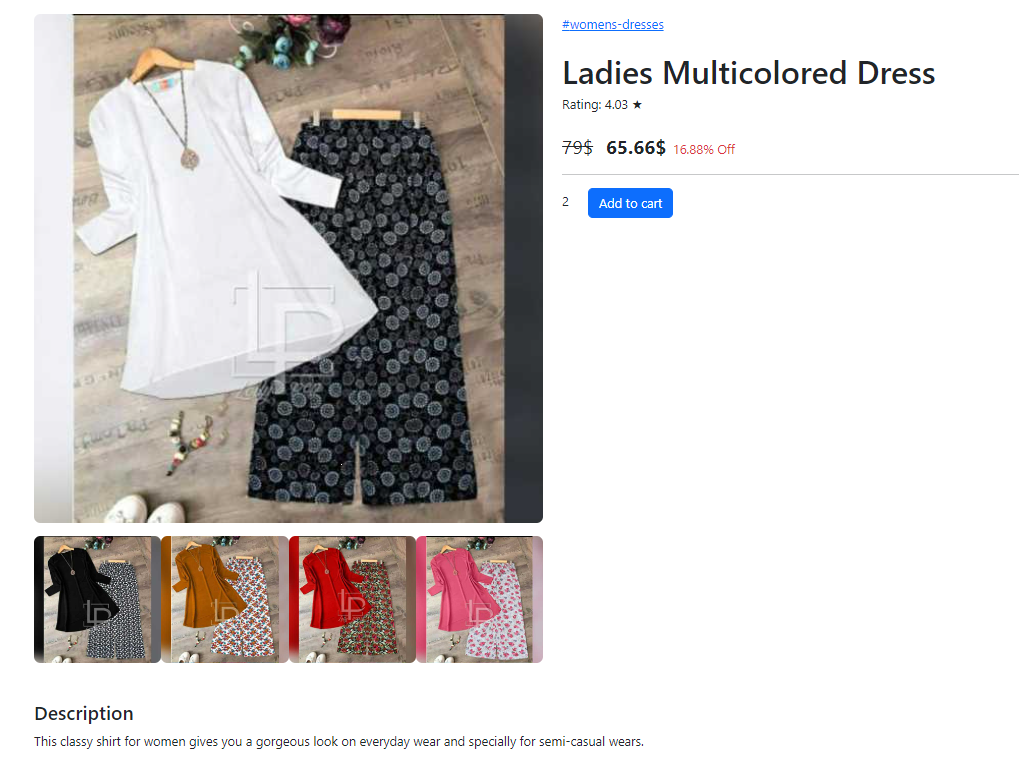 #womens-dresses
Ladies Multicolored Dress
Rating: 4.03 ★
79$ 65.66$ 16.88% Off
2 Add to cart
LP
Description
This classy shirt for women gives you a gorgeous look on everyday wear and specially for semi-casual wears.